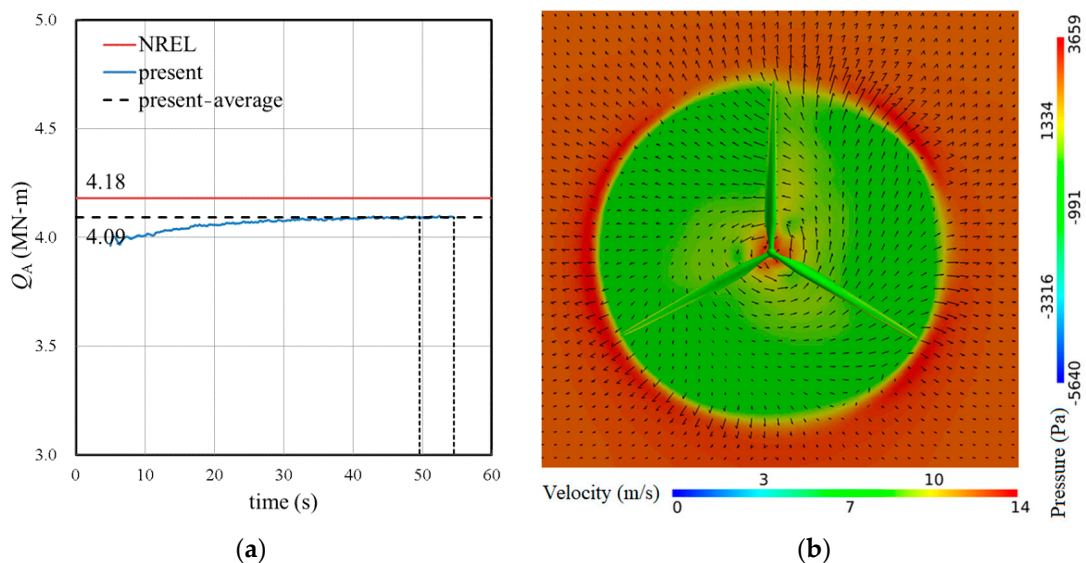 5.0
4.5
4.0
3.5
3.0
0 10 20 30 40 50 60
time (s)
Q_A (MN-m)
NREL
present
present-average
4.18
4.09
(a)
3659
1334
-991
-3316
-5640
Pressure (Pa)
3 10
Velocity (m/s)
0 7 14
(b)